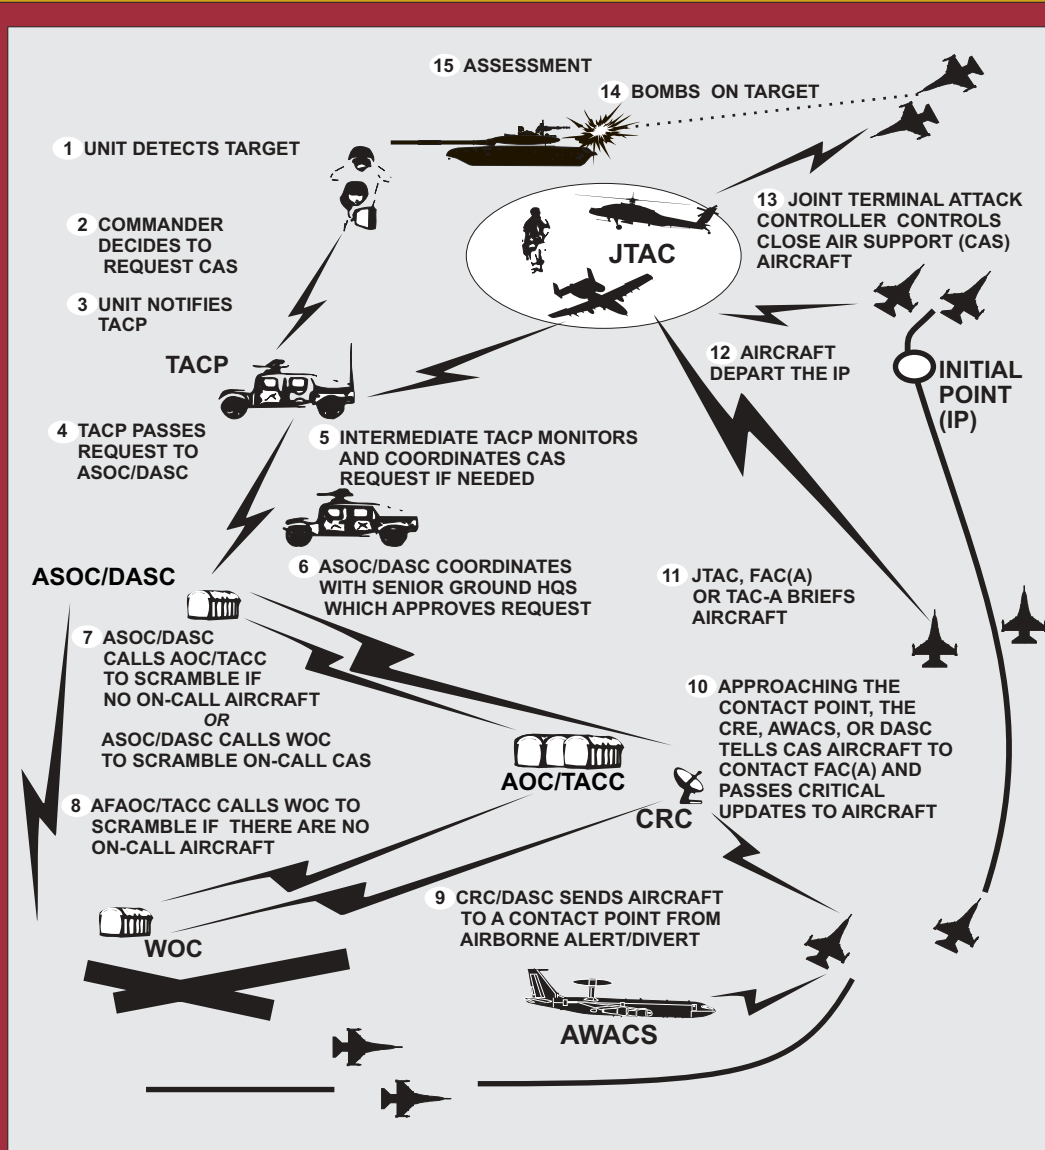 15 ASSESSMENT
14 BOMBS ON TARGET
1 UNIT DETECTS TARGET
2 COMMANDER
DECIDES TO
REQUEST CAS
3 UNIT NOTIFIES
TACP
TACP
JTAC
13 JOINT TERMINAL ATTACK
CONTROLLER CONTROLS
CLOSE AIR SUPPORT (CAS)
AIRCRAFT
12 AIRCRAFT
DEPART THE IP
INITIAL
POINT
(IP)
4 TACP PASSES
REQUEST TO
ASOC/DASC
5 INTERMEDIATE TACP MONITORS
AND COORDINATES CAS
REQUEST IF NEEDED
ASOC/DASC
6 ASOC/DASC COORDINATES
WITH SENIOR GROUND HQS
WHICH APPROVES REQUEST
11 JTAC, FAC(A)
OR TAC-A BRIEFS
AIRCRAFT
7 ASOC/DASC
CALLS AOC/TACC
TO SCRAMBLE IF
NO ON-CALL AIRCRAFT
OR
ASOC/DASC CALLS WOC
TO SCRAMBLE ON-CALL CAS
10 APPROACHING THE
CONTACT POINT, THE
CRE, AWACS, OR DASC
TELLS CAS AIRCRAFT TO
CONTACT FAC(A) AND
PASSES CRITICAL
UPDATES TO AIRCRAFT
AOC/TACC
CRC
8 AFAOC/TACC CALLS WOC TO
SCRAMBLE IF THERE ARE NO
ON-CALL AIRCRAFT
9 CRC/DASC SENDS AIRCRAFT
TO A CONTACT POINT FROM
AIRBORNE ALERT/DIVERT
WOC
AWACS